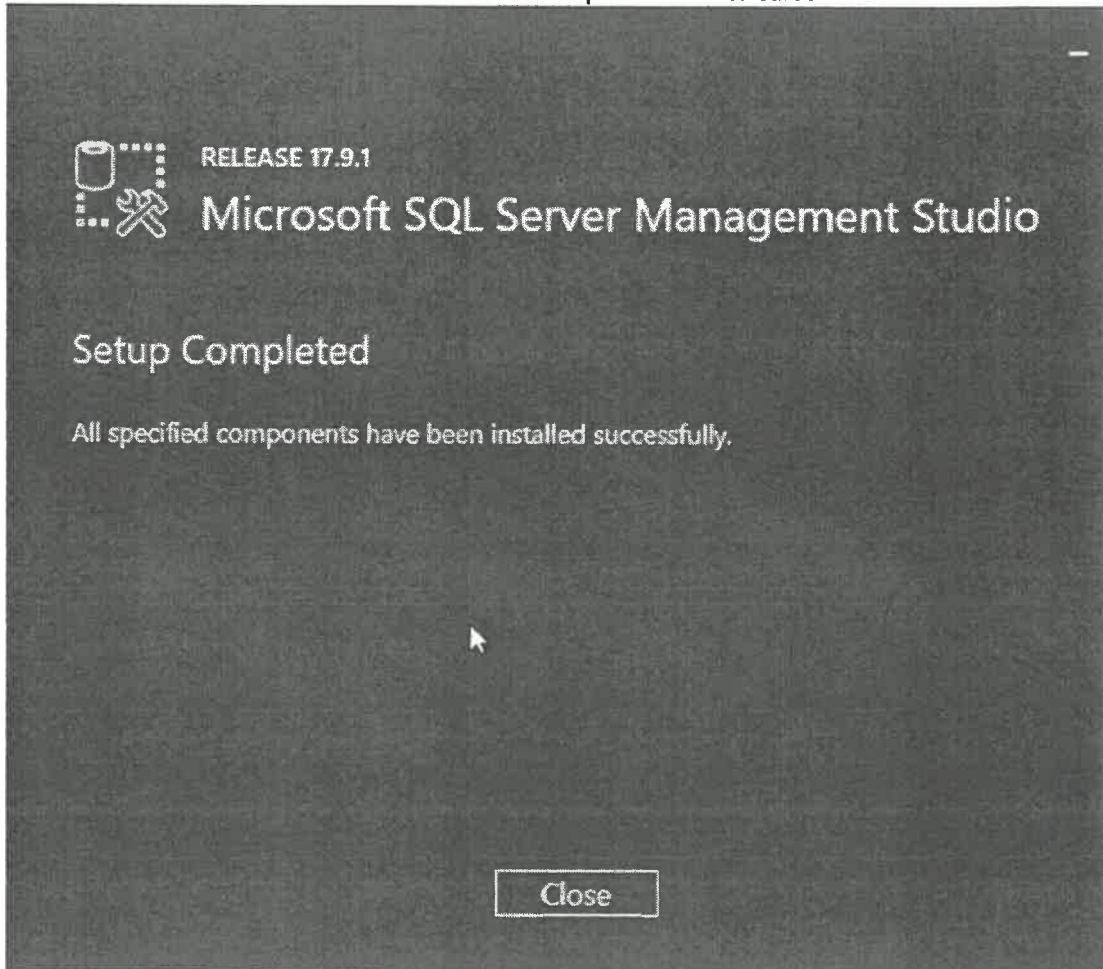 RELEASE 17.9.1
Microsoft SQL Server Management Studio
Setup Completed
All specified components have been installed successfully.
Close